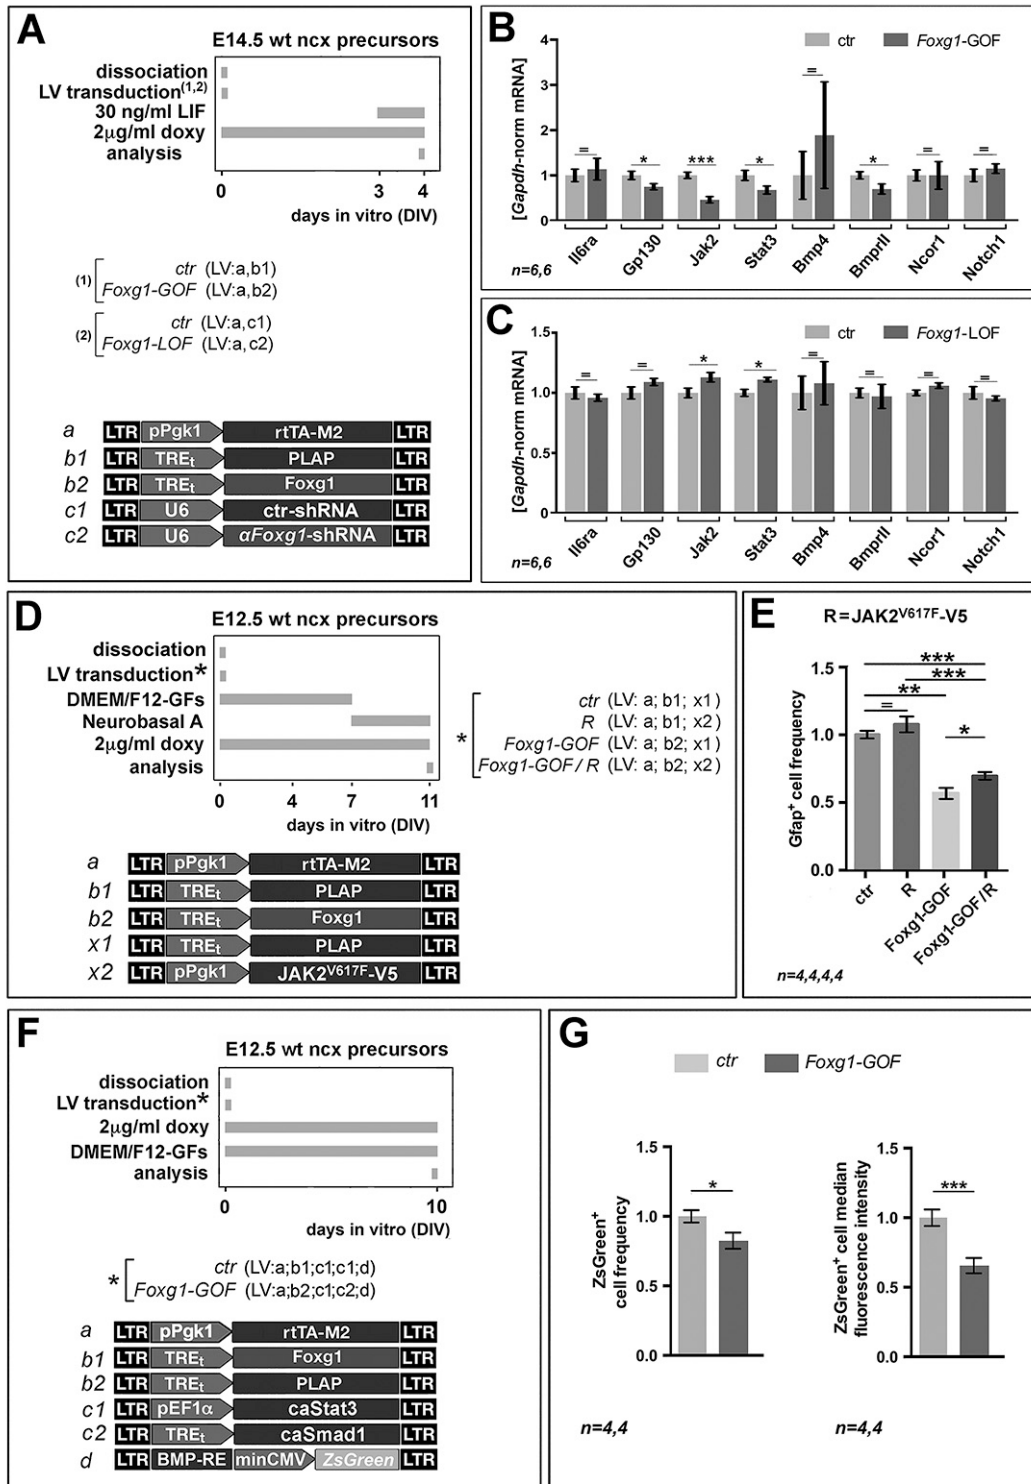 A
E14.5 wt ncx precursors
dissociation
LV transduction(1,2)
30 ng/ml LIF
2μg/ml doxy
analysis
0 3 4
days in vitro (DIV)
(1) ctr (LV:a,b1)
Foxg1-GOF (LV:a,b2)
(2) ctr (LV:a,c1)
Foxg1-LOF (LV:a,c2)
a LTR pPgk1 rtTA-M2 LTR
b1 LTR TREt PLAP LTR
b2 LTR TREt Foxg1 LTR
c1 LTR U6 ctr-shRNA LTR
c2 LTR U6 αFoxg1-shRNA LTR
B
ctr Foxg1-GOF
[Gapdh-norm mRNA]
4
3
2
1
0
= * *** * = * = =
Il6ra Gp130 Jak2 Stat3 Bmp4 BmprII Ncor1 Notch1
n=6,6
C
ctr Foxg1-LOF
[Gapdh-norm mRNA]
1.5
1.0
0.5
0
= = * * = = = =
Il6ra Gp130 Jak2 Stat3 Bmp4 BmprII Ncor1 Notch1
n=6,6
D
E12.5 wt ncx precursors
dissociation
LV transduction*
DMEM/F12-GFs
Neurobasal A
2μg/ml doxy
analysis
0 4 7 11
days in vitro (DIV)
* ctr (LV: a; b1; x1)
R (LV: a; b1; x2)
Foxg1-GOF (LV: a; b2; x1)
Foxg1-GOF/R (LV: a; b2; x2)
a LTR pPgk1 rtTA-M2 LTR
b1 LTR TREt PLAP LTR
b2 LTR TREt Foxg1 LTR
x1 LTR TREt PLAP LTR
x2 LTR pPgk1 JAK2V617F-V5 LTR
E
R=JAK2V617F-V5
Gfap+ cell frequency
1.5
1.0
0.5
0.0
***
***
**
=
*
ctr R Foxg1-GOF Foxg1-GOF/R
n=4,4,4,4
F
E12.5 wt ncx precursors
dissociation
LV transduction*
2μg/ml doxy
DMEM/F12-GFs
analysis
0 10
days in vitro (DIV)
* ctr (LV:a;b1;c1;c1;d)
Foxg1-GOF (LV:a;b2;c1;c2;d)
a LTR pPgk1 rtTA-M2 LTR
b1 LTR TREt Foxg1 LTR
b2 LTR TREt PLAP LTR
c1 LTR pEF1α caStat3 LTR
c2 LTR TREt caSmad1 LTR
d LTR BMP-RE minCMV ZsGreen LTR
G
ctr Foxg1-GOF
ZsGreen+
cell frequency
1.5
1.0
0.5
0.0
*
n=4,4
ZsGreen+ cell median
fluorescence intensity
1.5
1.0
0.5
0.0
***
n=4,4